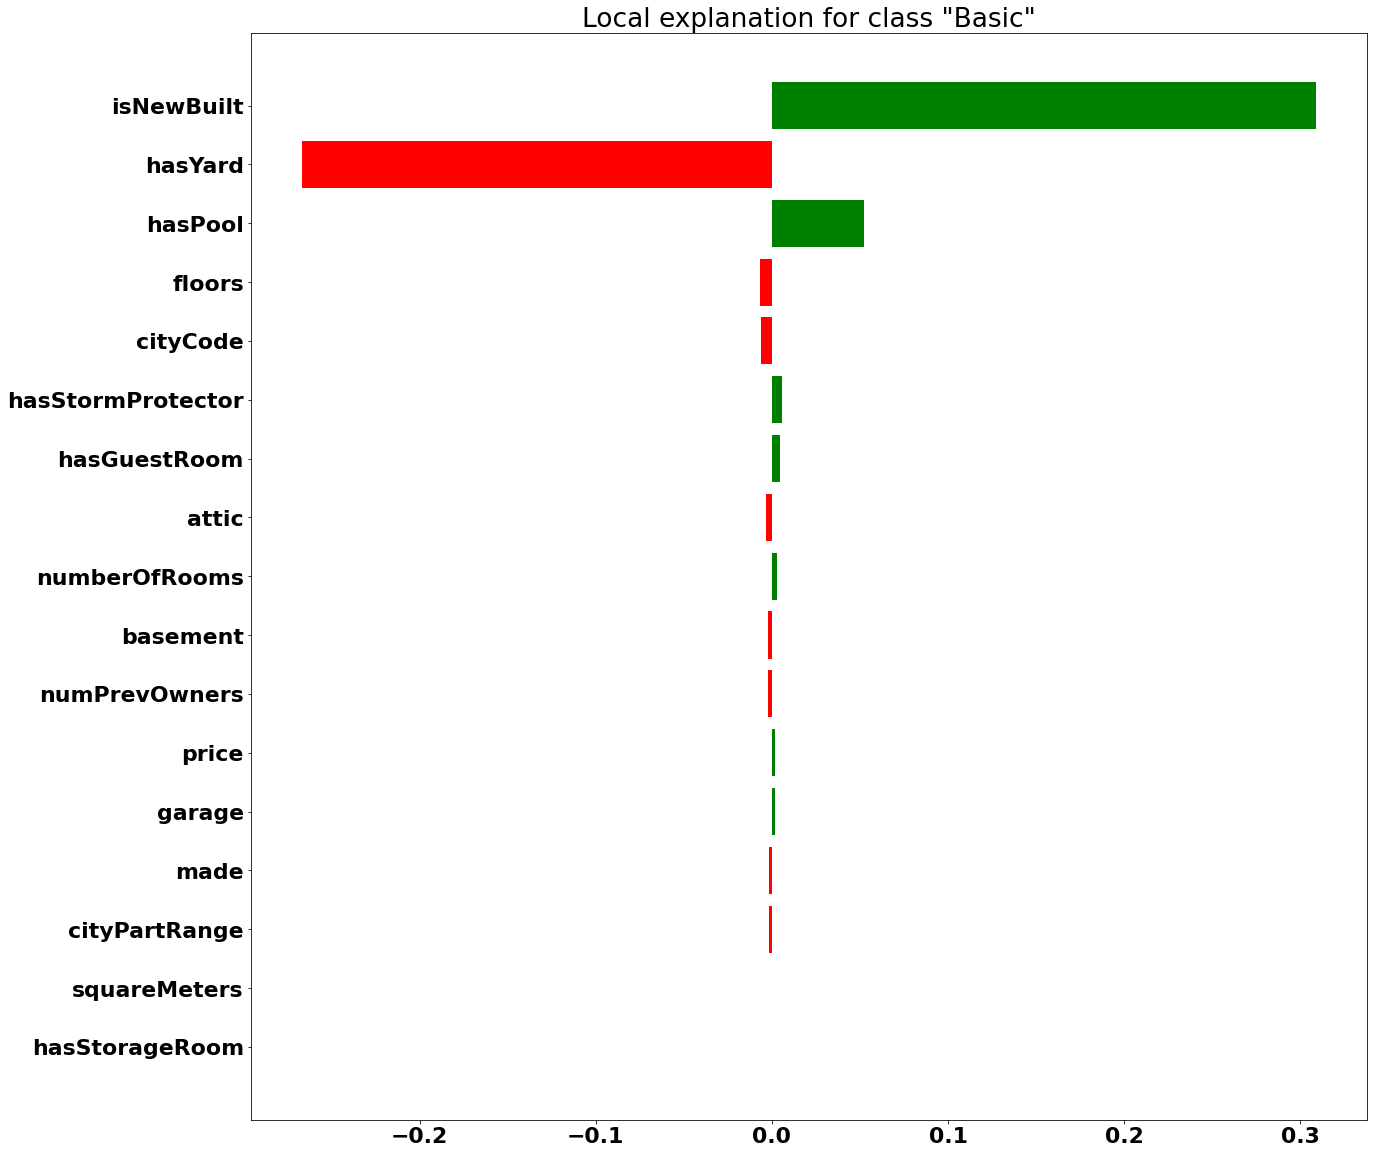 Local explanation for class "Basic"
isNewBuilt
hasYard
hasPool
floors
cityCode
hasStormProtector
hasGuestRoom
attic
numberOfRooms
basement
numPrevOwners
price
garage
made
cityPartRange
squareMeters
hasStorageRoom
−0.2 −0.1 0.0 0.1 0.2 0.3